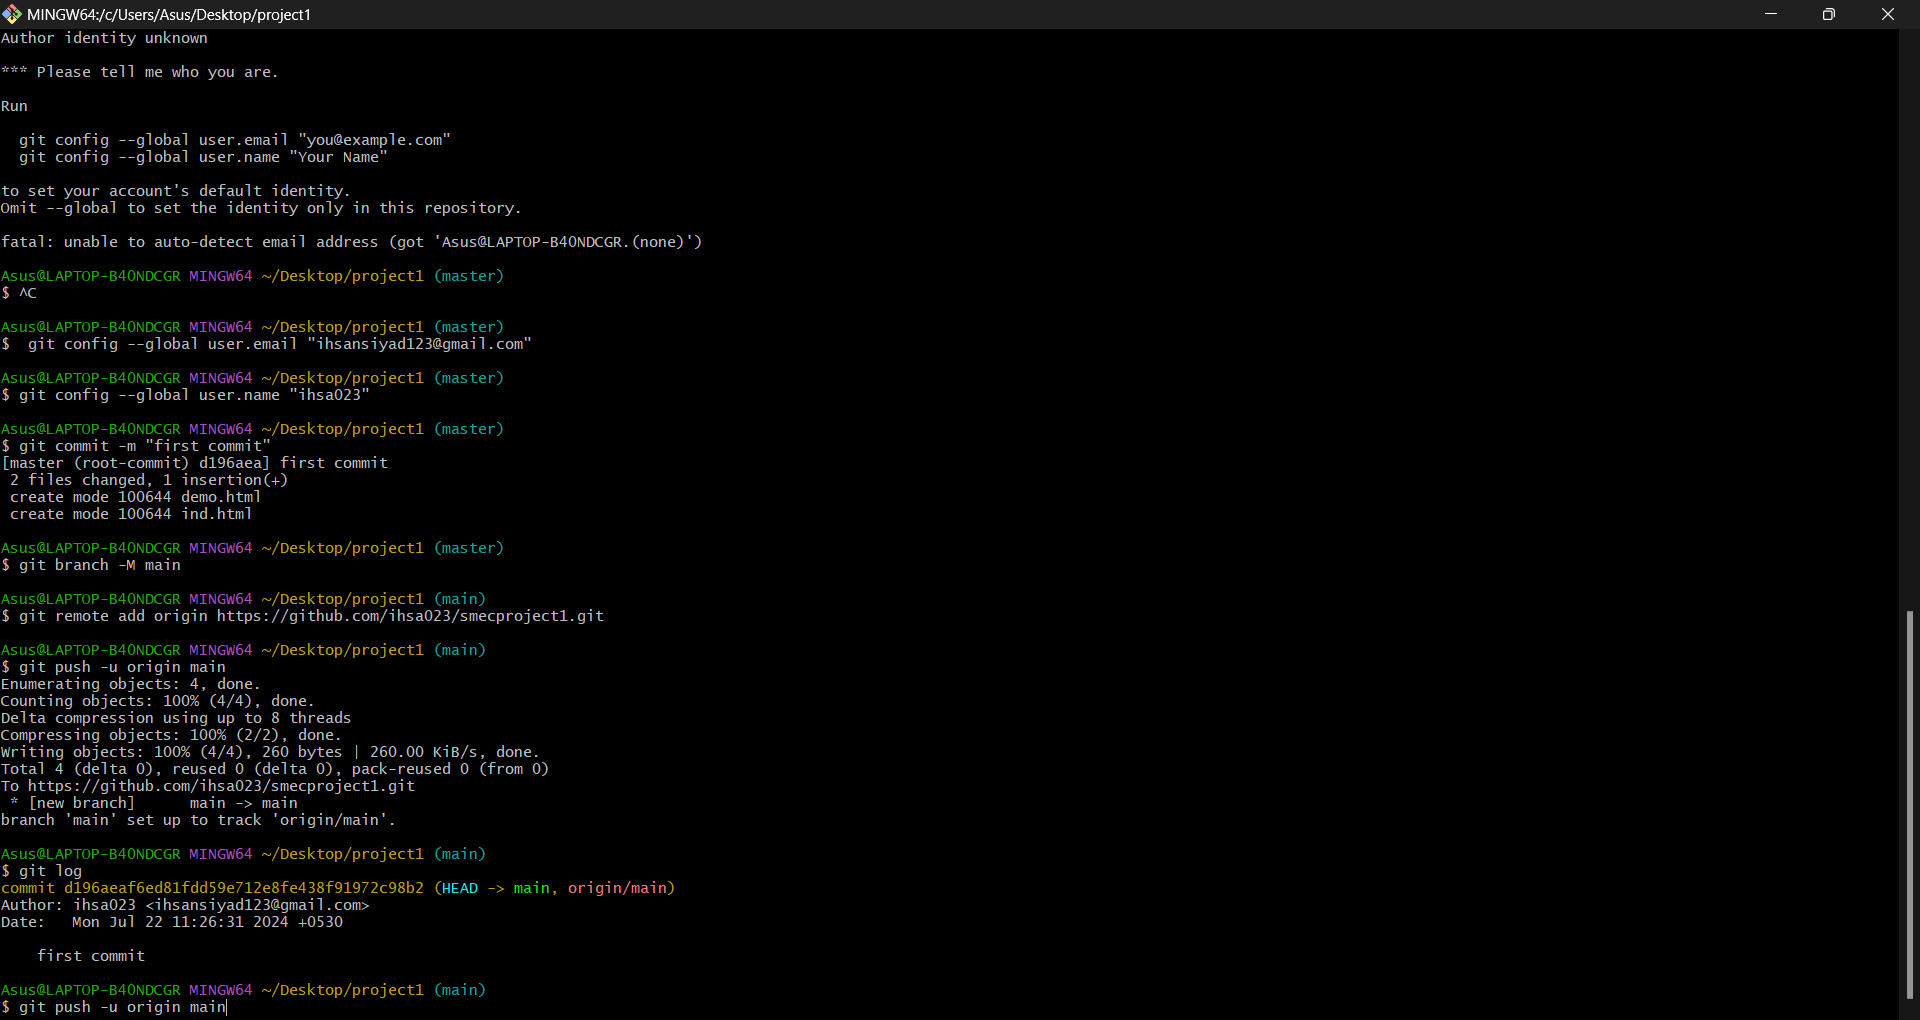 MINGW64:/c/Users/Asus/Desktop/project1
Author identity unknown
*** Please tell me who you are.
Run
git config --global user.email "you@example.com"
git config --global user.name "Your Name"
to set your account's default identity.
Omit --global to set the identity only in this repository.
fatal: unable to auto-detect email address (got 'Asus@LAPTOP-B40NDCGR.(none)')
Asus@LAPTOP-B40NDCGR MINGW64 ~/Desktop/project1 (master)
$ ^C
Asus@LAPTOP-B40NDCGR MINGW64 ~/Desktop/project1 (master)
$  git config --global user.email "ihsansiyad123@gmail.com"
Asus@LAPTOP-B40NDCGR MINGW64 ~/Desktop/project1 (master)
$ git config --global user.name "ihsa023"
Asus@LAPTOP-B40NDCGR MINGW64 ~/Desktop/project1 (master)
$ git commit -m "first commit"
[master (root-commit) d196aea] first commit
2 files changed, 1 insertion(+)
create mode 100644 demo.html
create mode 100644 ind.html
Asus@LAPTOP-B40NDCGR MINGW64 ~/Desktop/project1 (master)
$ git branch -M main
Asus@LAPTOP-B40NDCGR MINGW64 ~/Desktop/project1 (main)
$ git remote add origin https://github.com/ihsa023/smecproject1.git
Asus@LAPTOP-B40NDCGR MINGW64 ~/Desktop/project1 (main)
$ git push -u origin main
Enumerating objects: 4, done.
Counting objects: 100% (4/4), done.
Delta compression using up to 8 threads
Compressing objects: 100% (2/2), done.
Writing objects: 100% (4/4), 260 bytes | 260.00 KiB/s, done.
Total 4 (delta 0), reused 0 (delta 0), pack-reused 0 (from 0)
To https://github.com/ihsa023/smecproject1.git
* [new branch]      main -> main
branch 'main' set up to track 'origin/main'.
Asus@LAPTOP-B40NDCGR MINGW64 ~/Desktop/project1 (main)
$ git log
commit d196aeaf6ed81fdd59e712e8fe438f91972c98b2 (HEAD -> main, origin/main)
Author: ihsa023 <ihsansiyad123@gmail.com>
Date:   Mon Jul 22 11:26:31 2024 +0530
first commit
Asus@LAPTOP-B40NDCGR MINGW64 ~/Desktop/project1 (main)
$ git push -u origin main